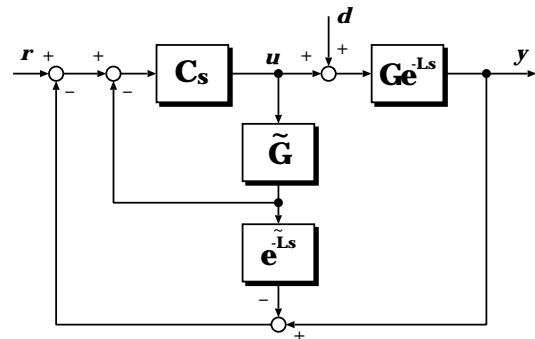 d
r + + u + + y
Cs
Ge^-Ls
− −
G̃
e^-L̃s
−
+